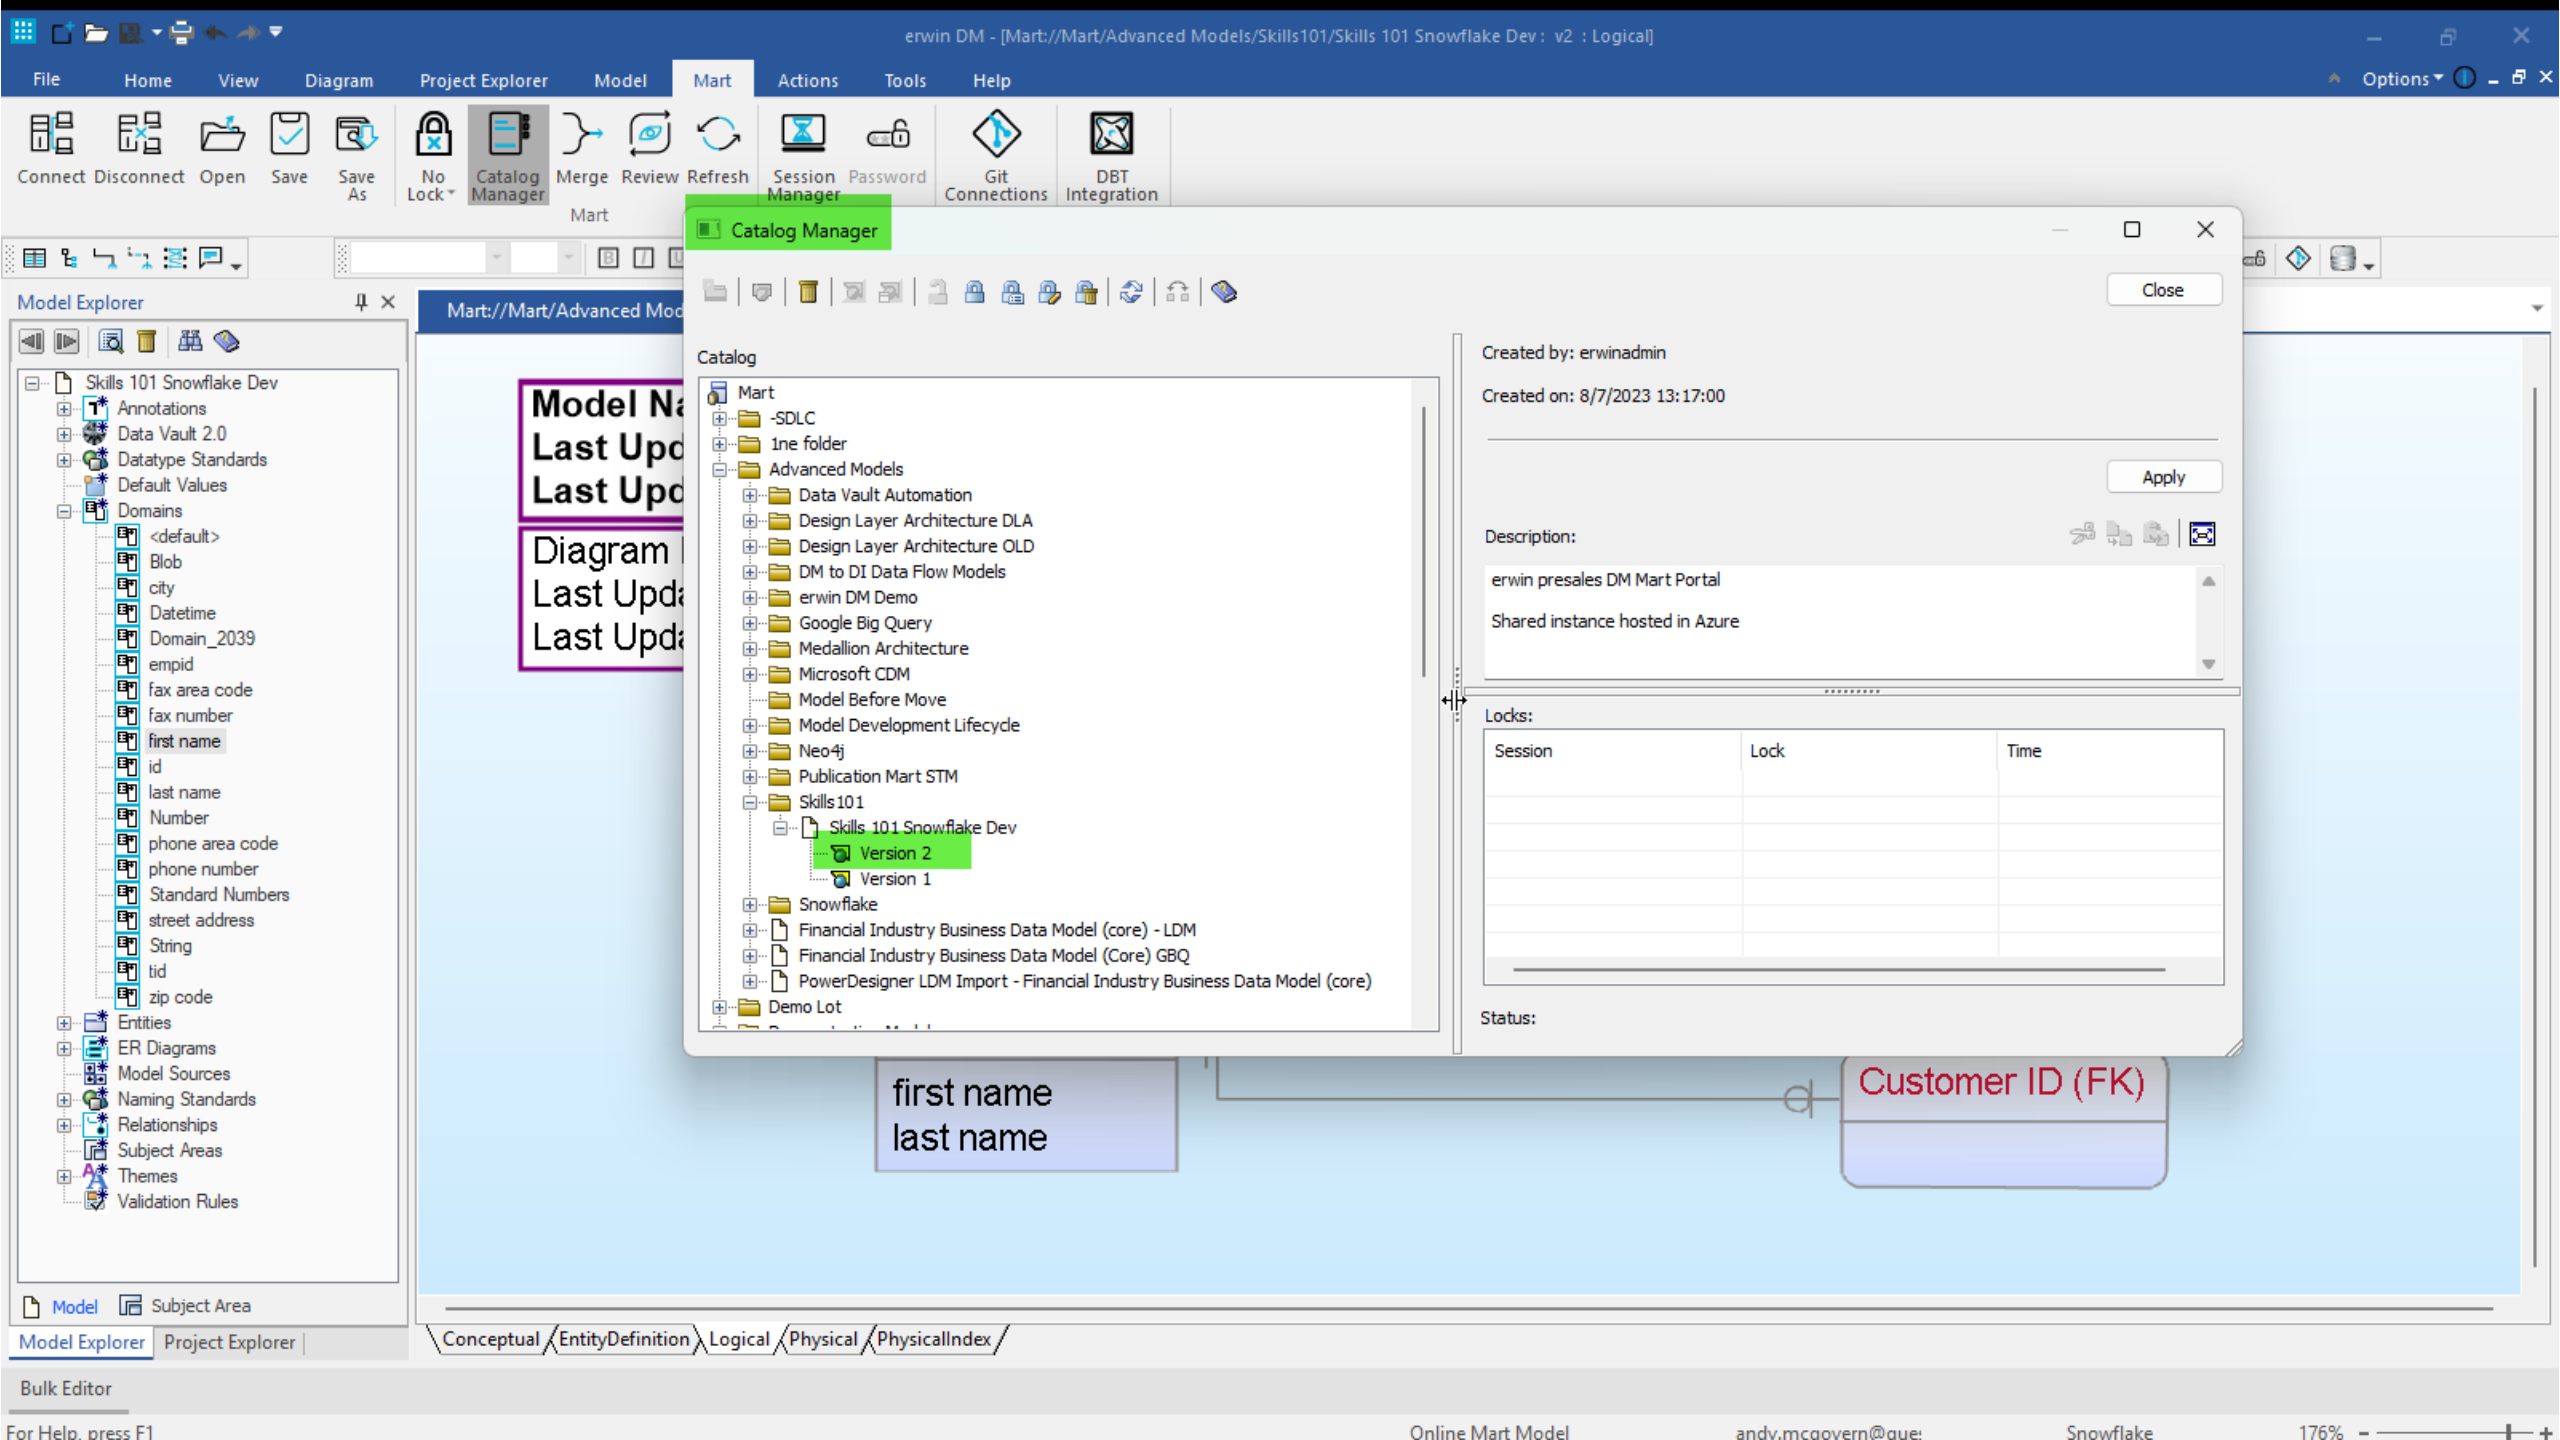 erwin DM - [Mart://Mart/Advanced Models/Skills101/Skills 101 Snowflake Dev : v2 : Logical]
File Home View Diagram Project Explorer Model Mart Actions Tools Help Options
Connect Disconnect Open Save Save As No Lock Catalog Manager Merge Review Refresh Session Manager Password Git Connections DBT Integration
Mart
Catalog Manager
Model Explorer
Mart://Mart/Advanced Mod
Close
Skills 101 Snowflake Dev
Annotations
Data Vault 2.0
Datatype Standards
Default Values
Domains
<default>
Blob
city
Datetime
Domain_2039
empid
fax area code
fax number
first name
id
last name
Number
phone area code
phone number
Standard Numbers
street address
String
tid
zip code
Entities
ER Diagrams
Model Sources
Naming Standards
Relationships
Subject Areas
Themes
Validation Rules
Model Subject Area
Model Explorer Project Explorer
Model Na
Last Upd
Last Upd
Diagram
Last Upda
Last Upda
Catalog
Mart
-SDLC
1ne folder
Advanced Models
Data Vault Automation
Design Layer Architecture DLA
Design Layer Architecture OLD
DM to DI Data Flow Models
erwin DM Demo
Google Big Query
Medallion Architecture
Microsoft CDM
Model Before Move
Model Development Lifecycle
Neo4j
Publication Mart STM
Skills101
Skills 101 Snowflake Dev
Version 2
Version 1
Snowflake
Financial Industry Business Data Model (core) - LDM
Financial Industry Business Data Model (Core) GBQ
PowerDesigner LDM Import - Financial Industry Business Data Model (core)
Demo Lot
Created by: erwinadmin
Created on: 8/7/2023 13:17:00
Apply
Description:
erwin presales DM Mart Portal
Shared instance hosted in Azure
Locks:
Session Lock Time
Status:
first name
last name
Customer ID (FK)
Conceptual EntityDefinition Logical Physical PhysicalIndex
Bulk Editor
For Help, press F1 Online Mart Model andy.mcgovern@que Snowflake 176%